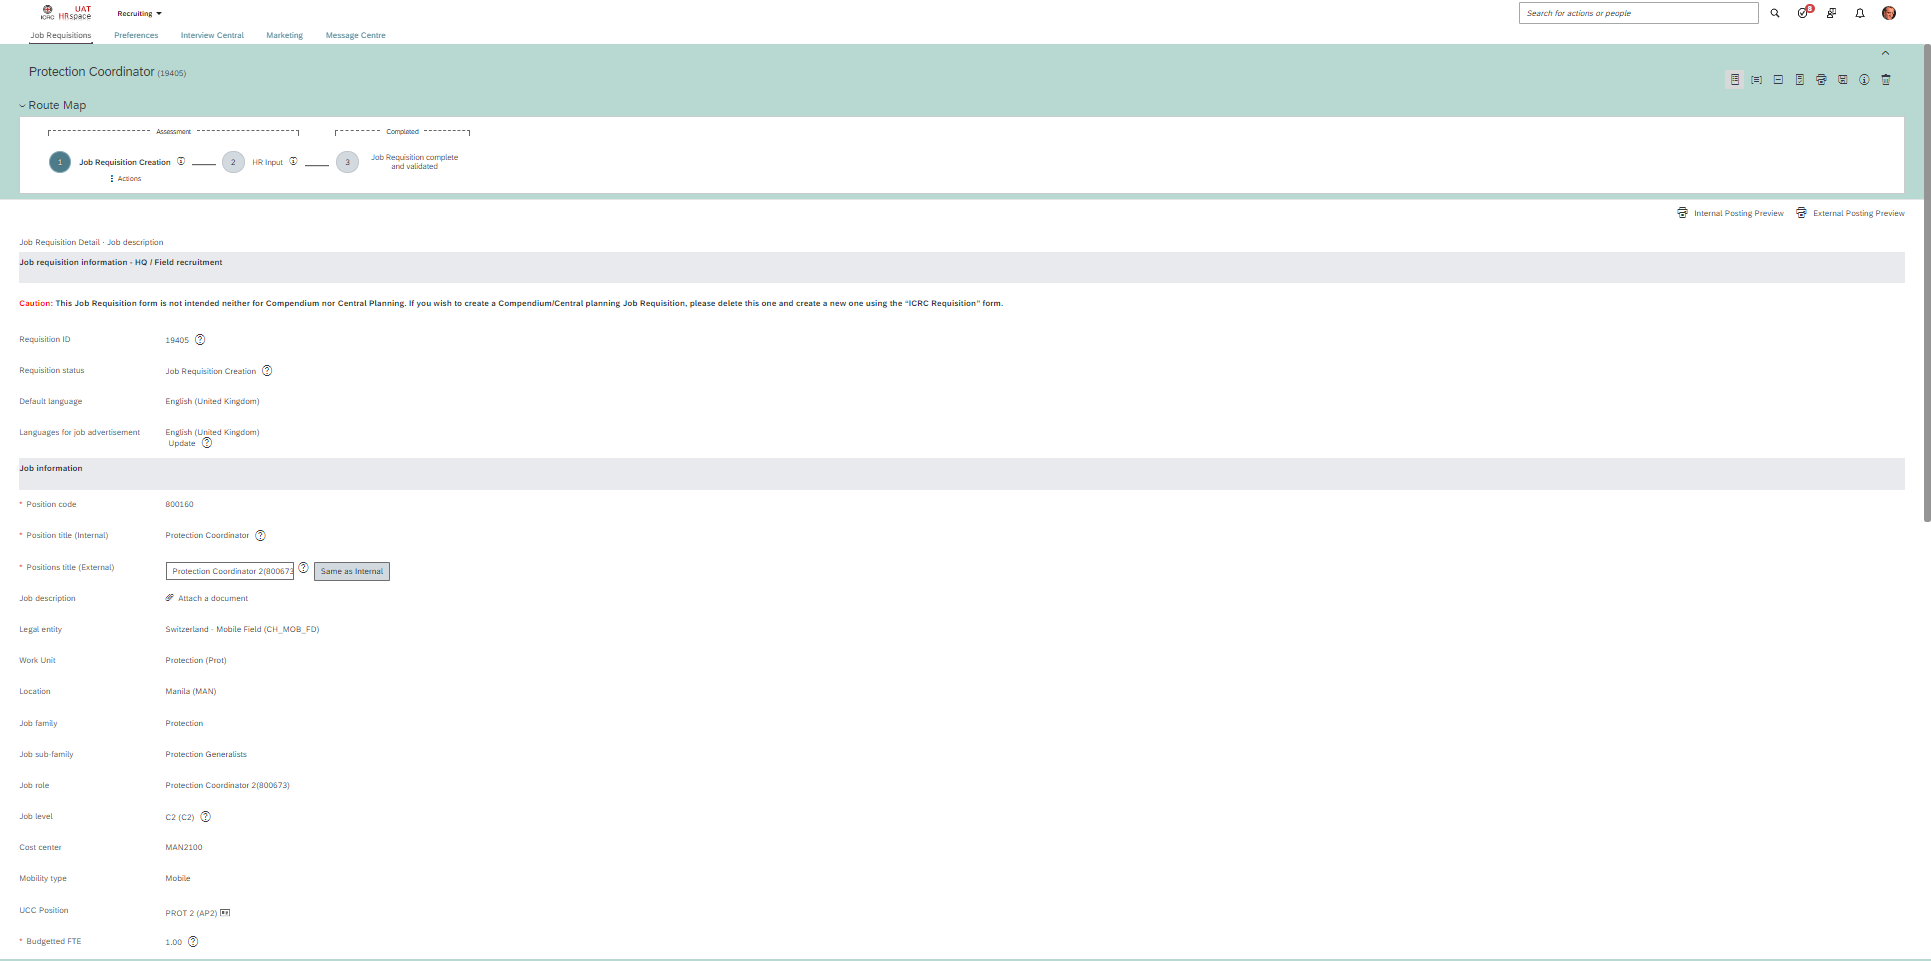 UAT
ICRC HRspace
Recruiting
Search for actions or people
8
Job Requisitions
Preferences
Interview Central
Marketing
Message Centre
Protection Coordinator (19405)
Route Map
Assessment
Completed
1
Job Requisition Creation
2
HR Input
3
Job Requisition complete
and validated
Actions
Internal Posting Preview
External Posting Preview
Job Requisition Detail - Job description
Job requisition information - HQ / Field recruitment
Caution: This Job Requisition form is not intended neither for Compendium nor Central Planning. If you wish to create a Compendium/Central planning Job Requisition, please delete this one and create a new one using the “ICRC Requisition” form.
Requisition ID 19405
Requisition status Job Requisition Creation
Default language English (United Kingdom)
Languages for job advertisement English (United Kingdom)
Update
Job information
* Position code 800160
* Position title (Internal) Protection Coordinator
* Positions title (External) Protection Coordinator 2(800673 Same as Internal
Job description Attach a document
Legal entity Switzerland - Mobile Field (CH_MOB_FD)
Work Unit Protection (Prot)
Location Manila (MAN)
Job family Protection
Job sub-family Protection Generalists
Job role Protection Coordinator 2(800673)
Job level C2 (C2)
Cost center MAN2100
Mobility type Mobile
UCC Position PROT 2 (AP2)
* Budgetted FTE 1.00